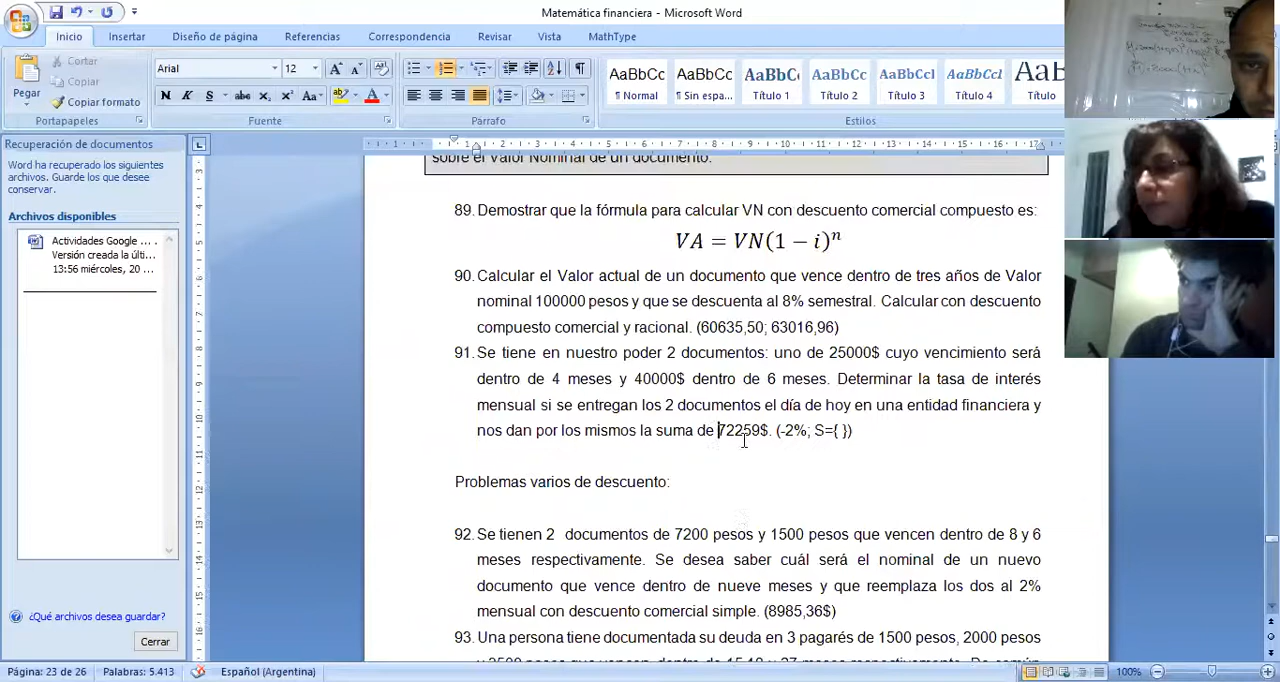 Matemática financiera - Microsoft Word
Inicio Insertar Diseño de página Referencias Correspondencia Revisar Vista MathType
Pegar
Cortar
Copiar
Copiar formato
Portapapeles
Arial 12
N K S abc x₂ x² Aa
Fuente
Párrafo
AaBbCc AaBbCc AaBbCc AaBbCc AaBbCcl AaBbCcl AaB
¶ Normal ¶ Sin espa... Título 1 Título 2 Título 3 Título 4 Título
Estilos
Recuperación de documentos
Word ha recuperado los siguientes
archivos. Guarde los que desee
conservar.
Archivos disponibles
Actividades Google ...
Versión creada la últi...
13:56 miércoles, 20 ...
¿Qué archivos desea guardar?
Cerrar
sobre el Valor Nominal de un documento.
89. Demostrar que la fórmula para calcular VN con descuento comercial compuesto es:
VA = VN(1 − i)ⁿ
90. Calcular el Valor actual de un documento que vence dentro de tres años de Valor
nominal 100000 pesos y que se descuenta al 8% semestral. Calcular con descuento
compuesto comercial y racional. (60635,50; 63016,96)
91. Se tiene en nuestro poder 2 documentos: uno de 25000$ cuyo vencimiento será
dentro de 4 meses y 40000$ dentro de 6 meses. Determinar la tasa de interés
mensual si se entregan los 2 documentos el día de hoy en una entidad financiera y
nos dan por los mismos la suma de 72259$. (-2%; S={ })
Problemas varios de descuento:
92. Se tienen 2 documentos de 7200 pesos y 1500 pesos que vencen dentro de 8 y 6
meses respectivamente. Se desea saber cuál será el nominal de un nuevo
documento que vence dentro de nueve meses y que reemplaza los dos al 2%
mensual con descuento comercial simple. (8985,36$)
93. Una persona tiene documentada su deuda en 3 pagarés de 1500 pesos, 2000 pesos
Página: 23 de 26 Palabras: 5.413 Español (Argentina) 100%